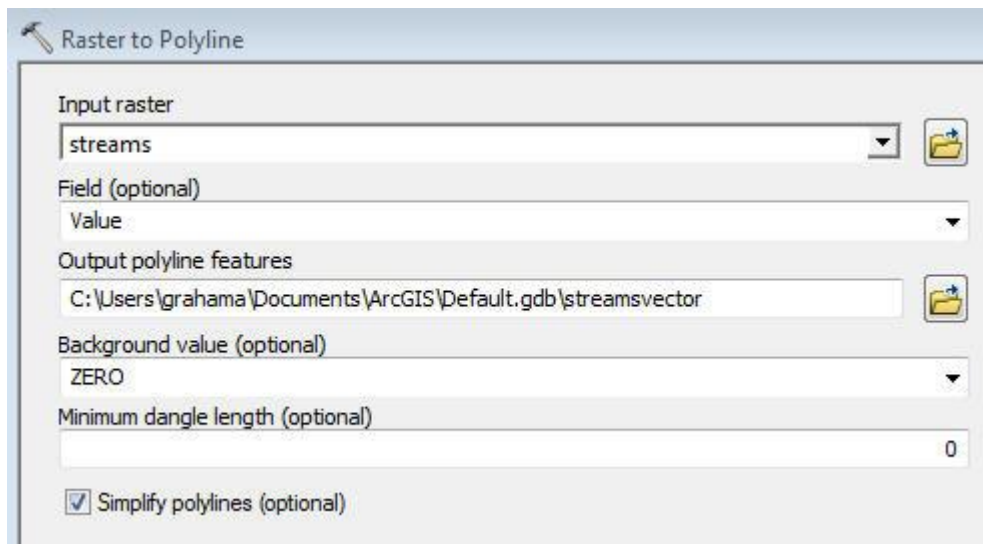 Raster to Polyline
Input raster
streams
Field (optional)
Value
Output polyline features
C:\Users\grahama\Documents\ArcGIS\Default.gdb\streamsvector
Background value (optional)
ZERO
Minimum dangle length (optional)
0
Simplify polylines (optional)